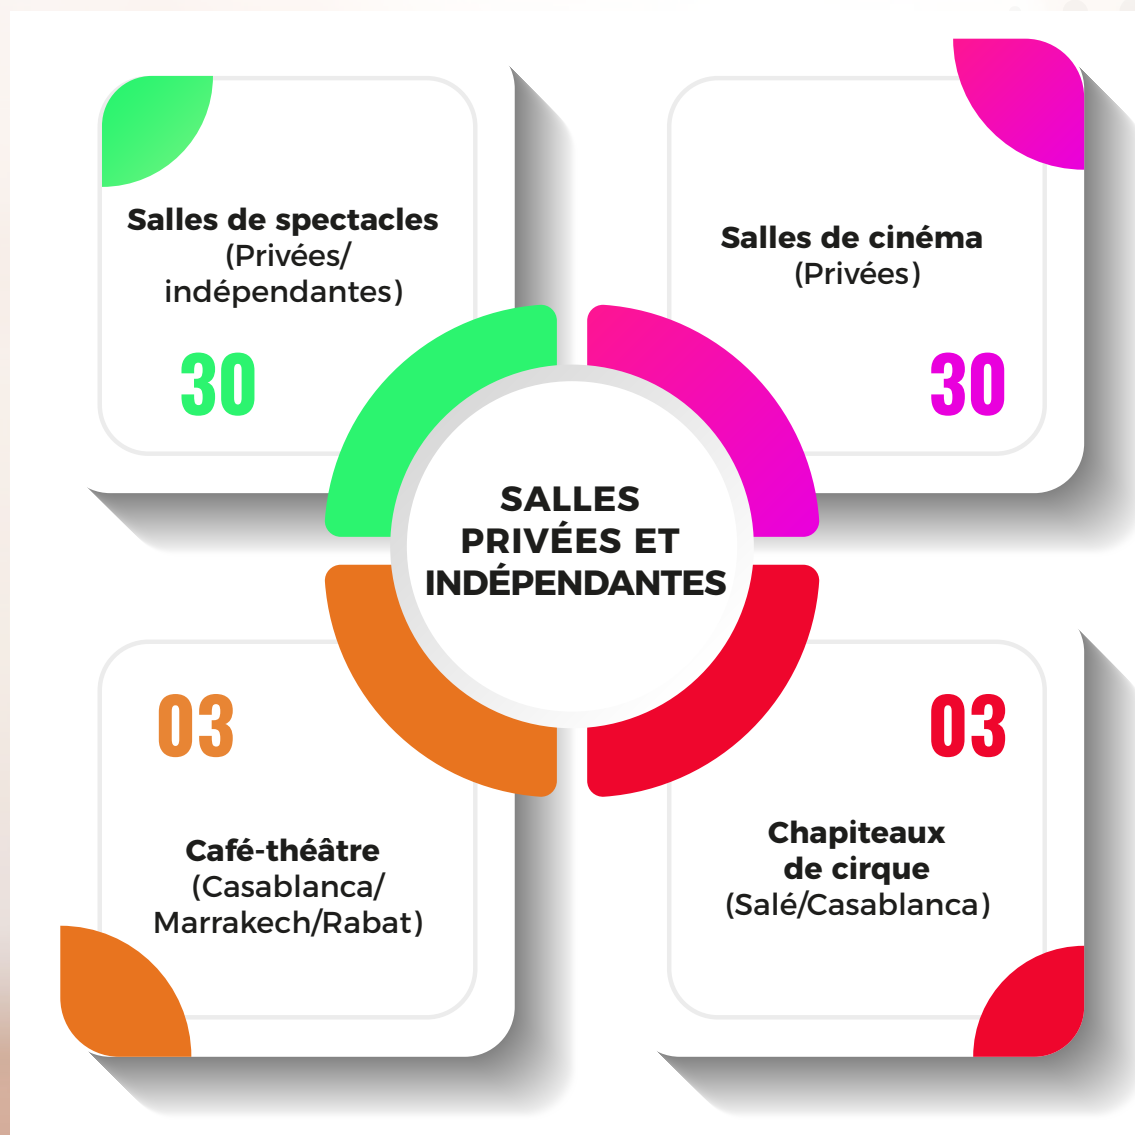 Salles de spectacles
(Privées/
indépendantes)
30
Salles de cinéma
(Privées)
30
SALLES
PRIVÉES ET
INDÉPENDANTES
03
Café-théâtre
(Casablanca/
Marrakech/Rabat)
03
Chapiteaux
de cirque
(Salé/Casablanca)